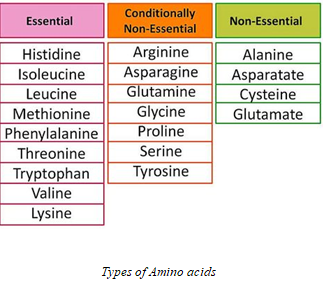 Essential
Histidine
Isoleucine
Leucine
Methionine
Phenylalanine
Threonine
Tryptophan
Valine
Lysine
Conditionally
Non-Essential
Arginine
Asparagine
Glutamine
Glycine
Proline
Serine
Tyrosine
Non-Essential
Alanine
Asparatate
Cysteine
Glutamate
Types of Amino acids